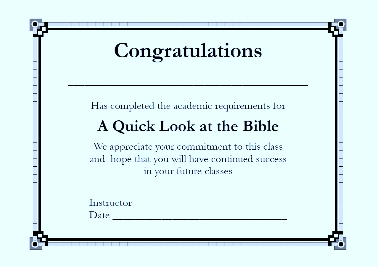 Congratulations
Has completed the academic requirements for
A Quick Look at the Bible
We appreciate your commitment to this class
and hope that you will have continued success
in your future classes
Instructor
Date